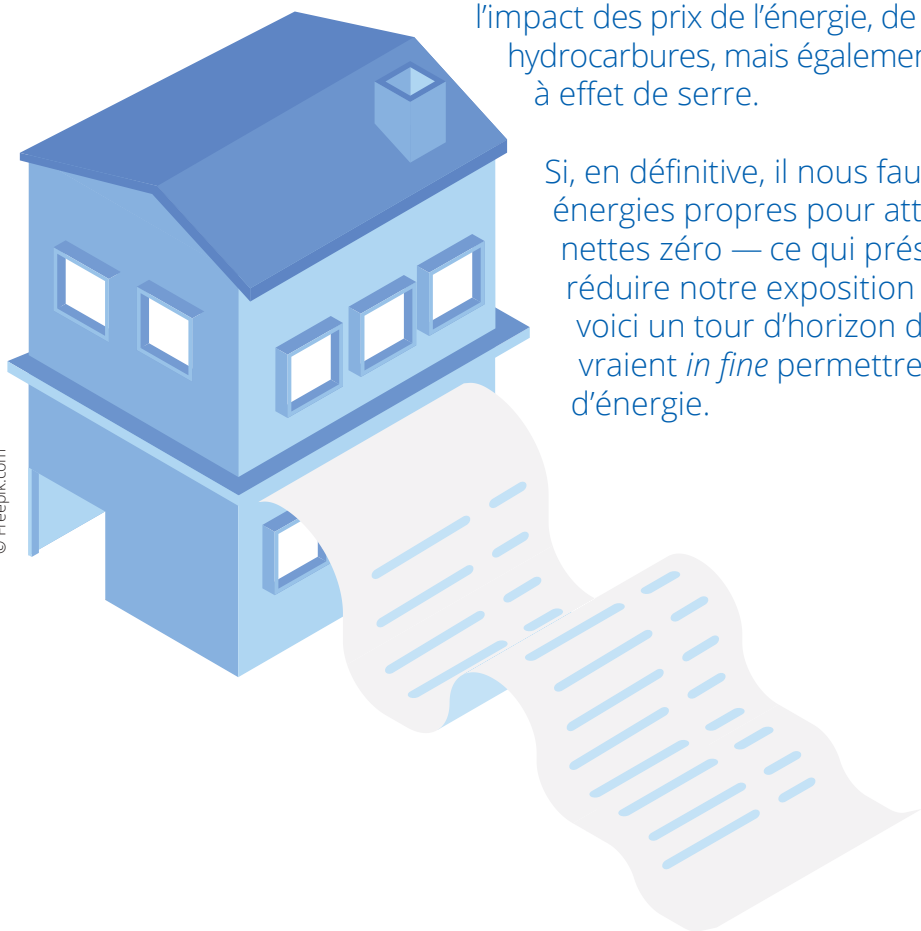 l’impact des prix de l’énergie, de
hydrocarbures, mais égalemen
à effet de serre.
Si, en définitive, il nous fau
énergies propres pour att
nettes zéro — ce qui prés
réduire notre exposition
voici un tour d’horizon d
vraient in fine permettre
d’énergie.
© Freepik.com